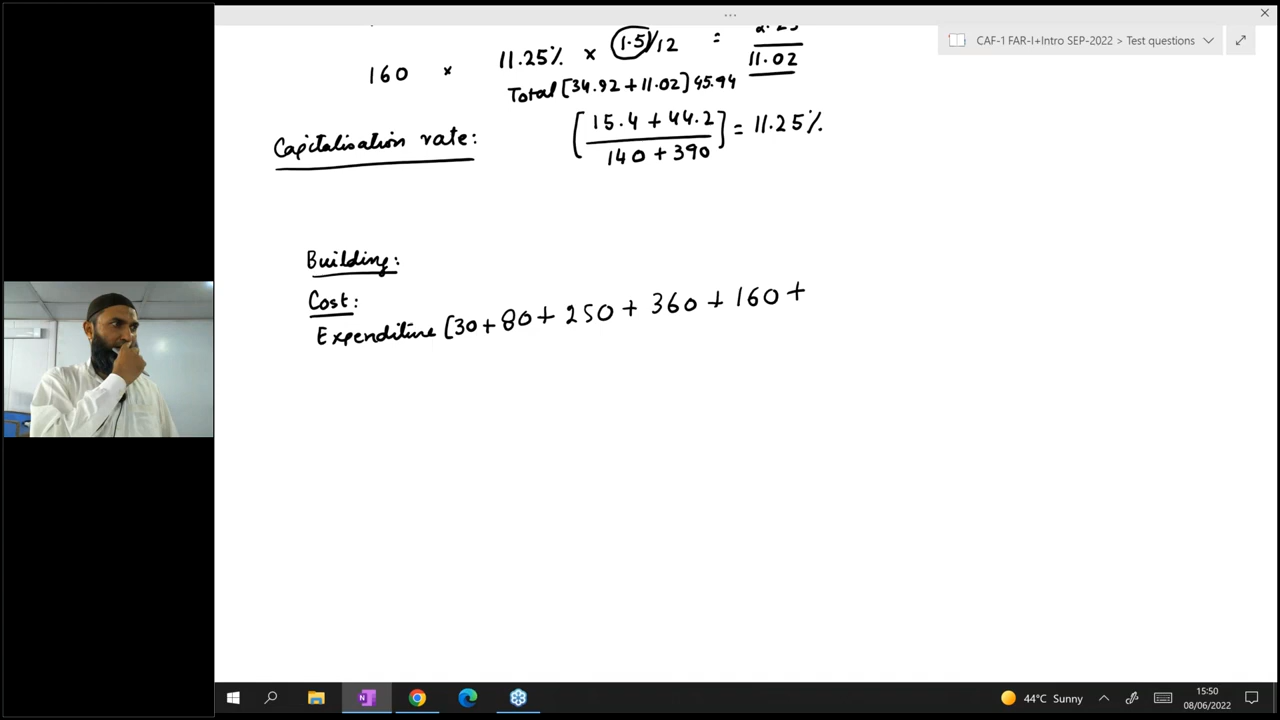 CAF-1 FAR-I+Intro SEP-2022 > Test questions
160 × 11.25% × 1.5/12 = 11.02
Total [34.92 + 11.02] 45.94
Capitalisation rate: [15.4 + 44.2 / 140 + 390] = 11.25%
Building:
Cost:
Expenditure [30 + 80 + 250 + 360 + 160 +
44°C Sunny
15:50
08/06/2022